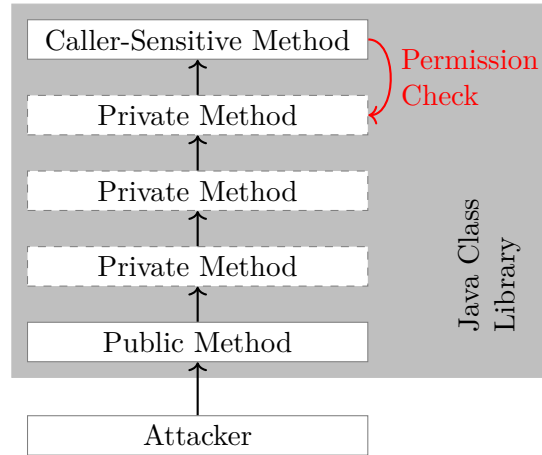 Caller-Sensitive Method
Permission
Check
Private Method
Private Method
Private Method
Public Method
Java Class
Library
Attacker